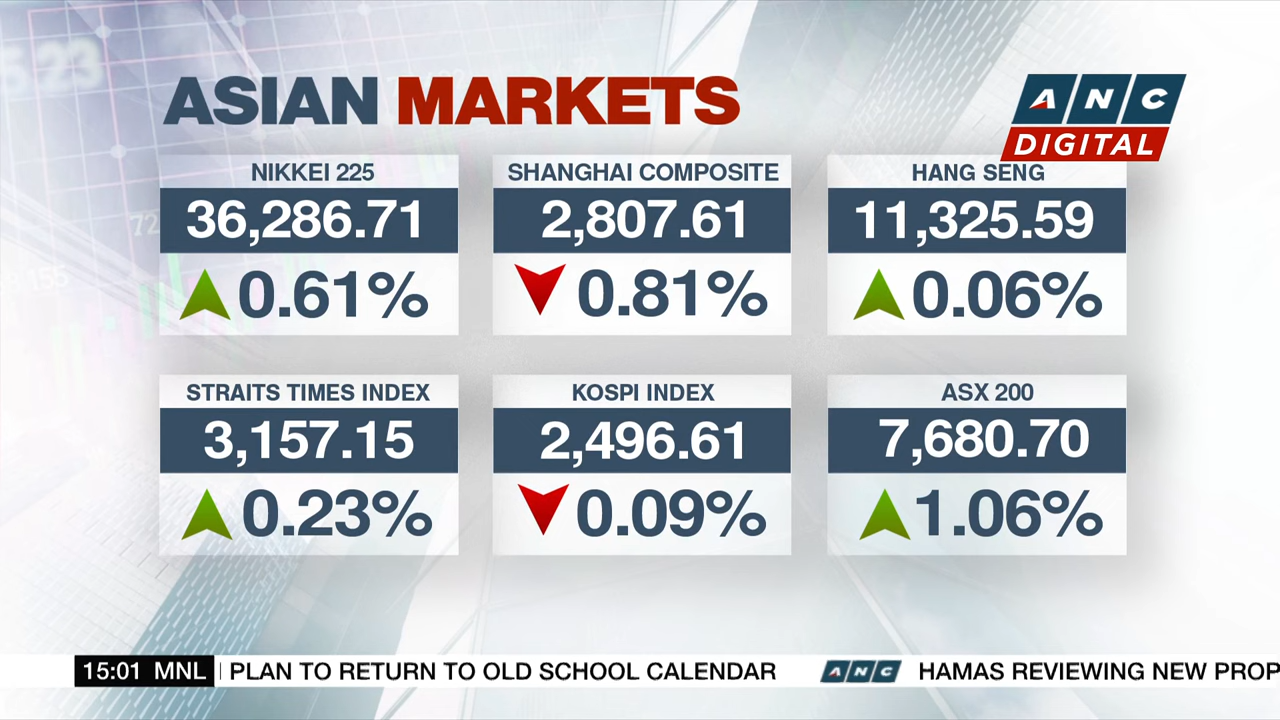 ASIAN MARKETS
ANC
DIGITAL
NIKKEI 225
36,286.71
0.61%
SHANGHAI COMPOSITE
2,807.61
0.81%
HANG SENG
11,325.59
0.06%
STRAITS TIMES INDEX
3,157.15
0.23%
KOSPI INDEX
2,496.61
0.09%
ASX 200
7,680.70
1.06%
15:01 MNL PLAN TO RETURN TO OLD SCHOOL CALENDAR ANC HAMAS REVIEWING NEW PROP